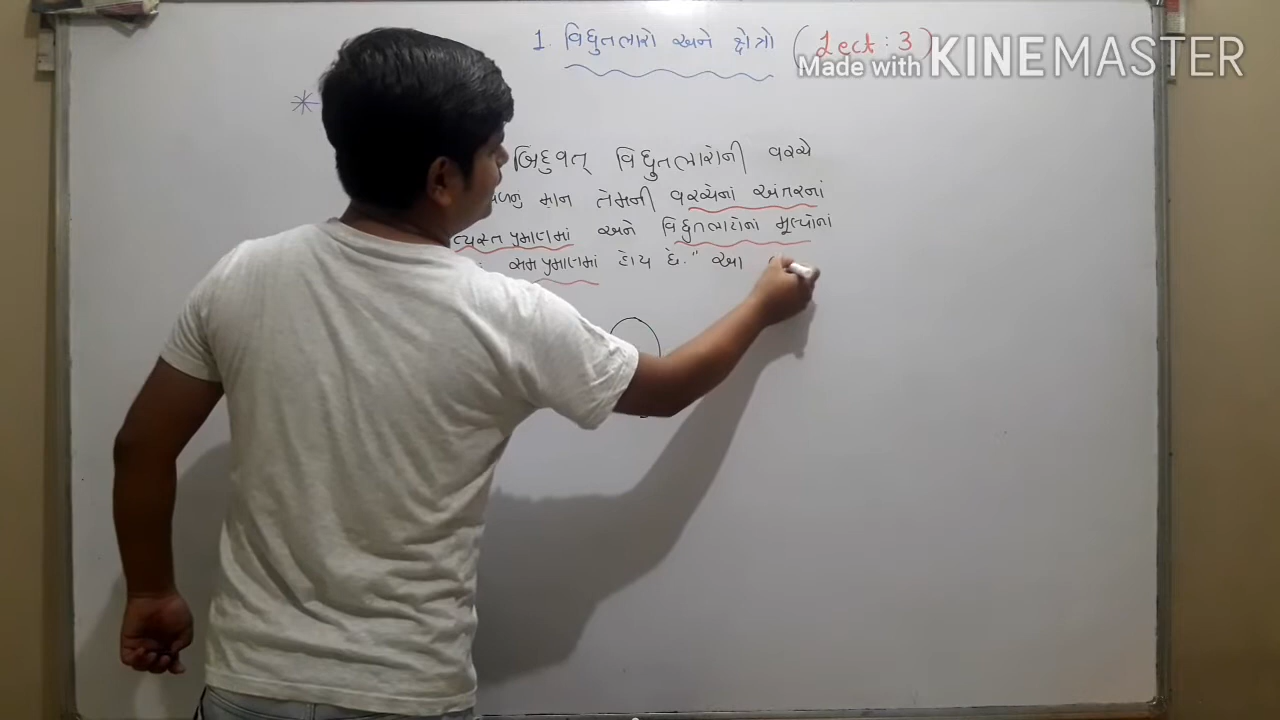 1. વિદ્યુતભારો અને ક્ષેત્રો (Lect : 3)
Made with KINEMASTER
બિંદુવત્ વિદ્યુતભારોની વચ્ચે
માન તેમની વચ્ચેનાં અંતરનાં
વ્યસ્ત પ્રમાણમાં અને વિદ્યુતભારોનાં મૂલ્યોનાં
સમપ્રમાણમાં હોય છે." આ